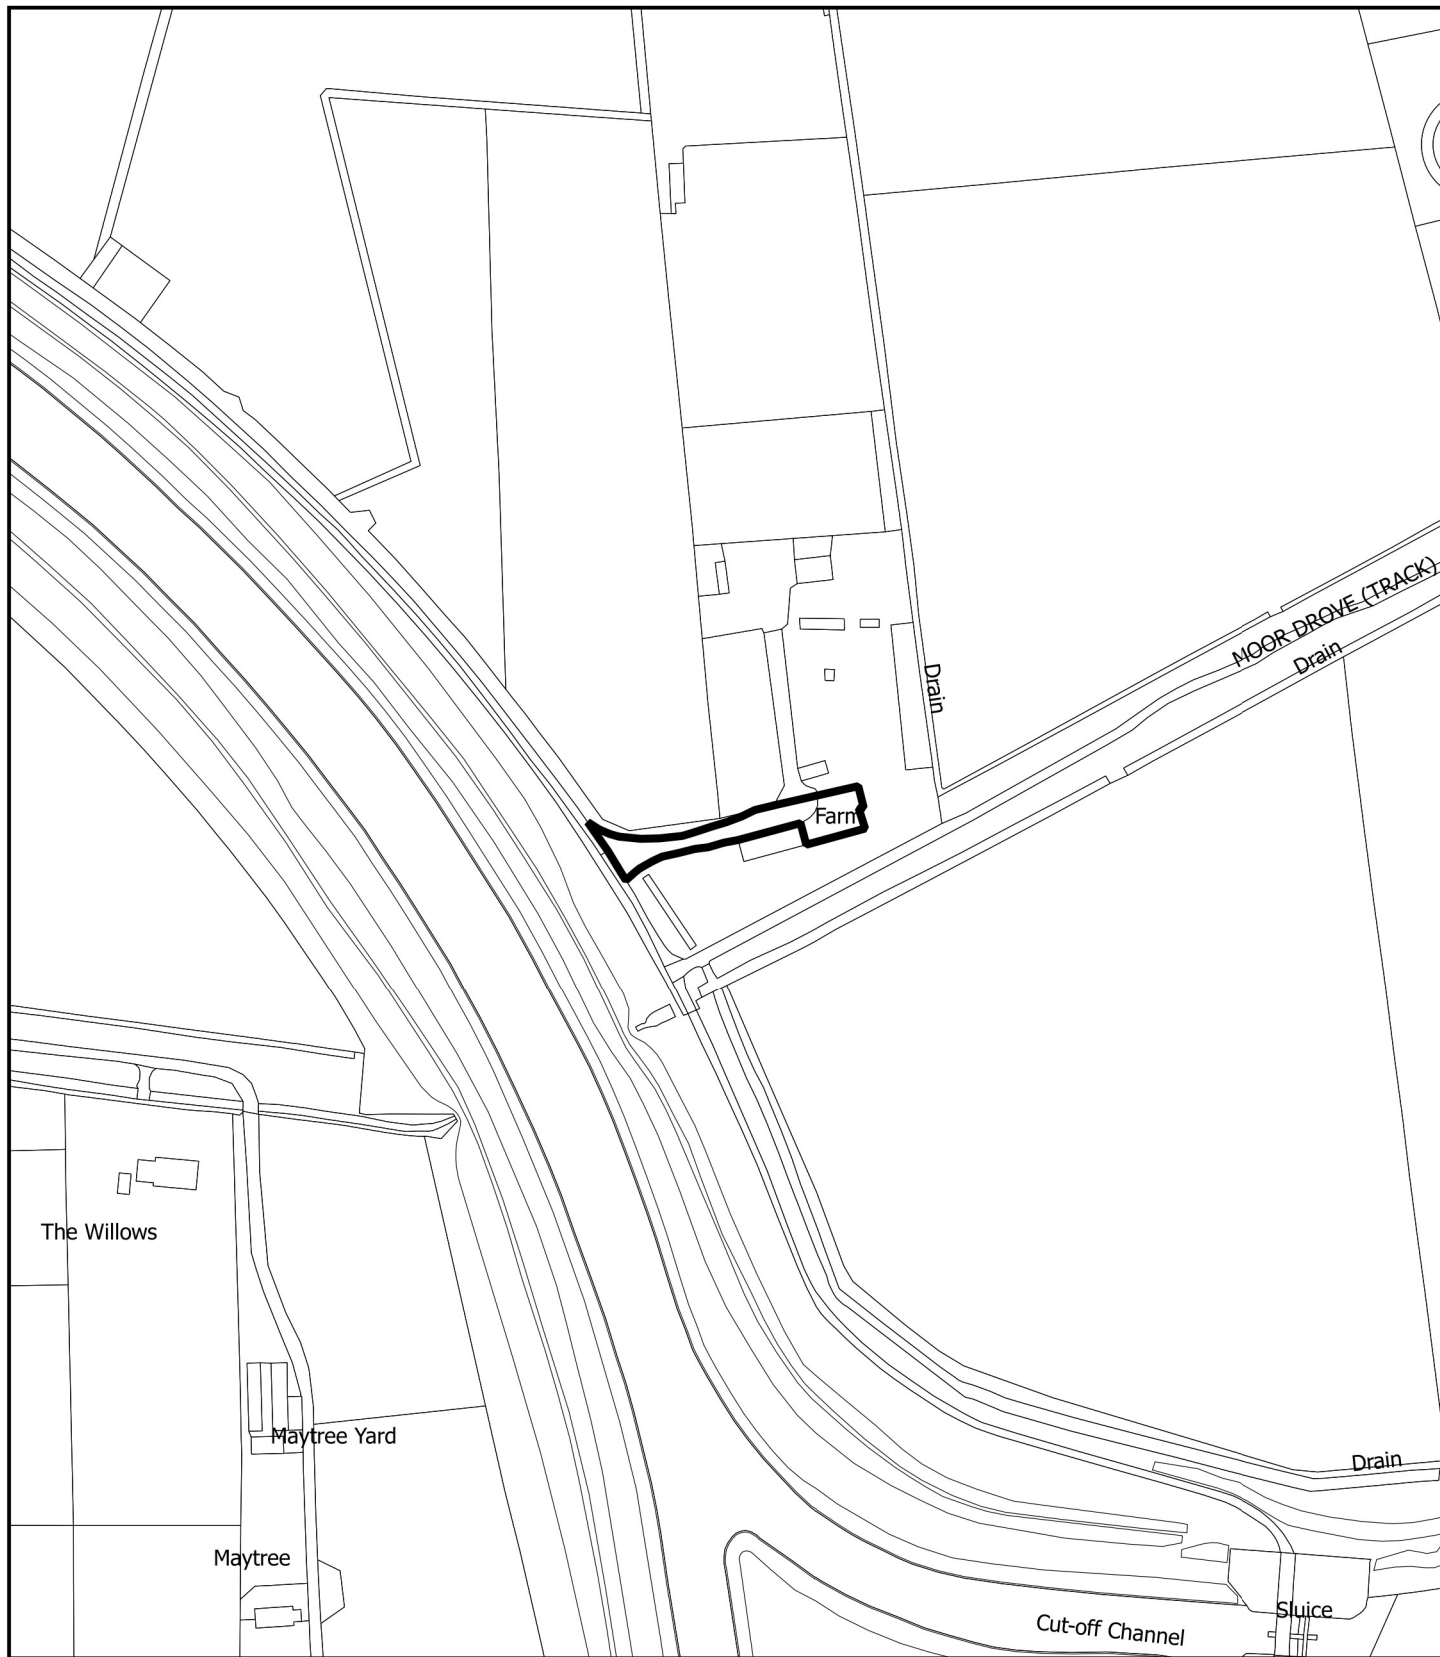 MOOR DROVE (TRACK)
Drain
Drain
Farm
The Willows
Maytree Yard
Drain
Maytree
Sluice
Cut-off Channel